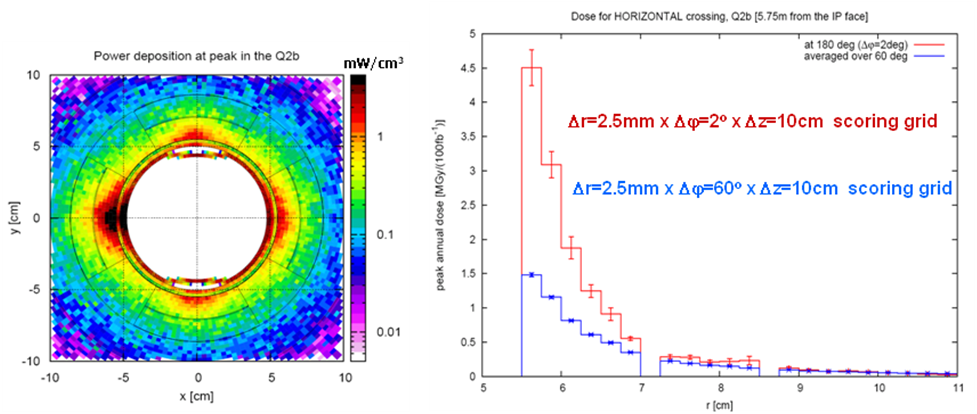 Power deposition at peak in the Q2b
mW/cm³
10
5
0
-5
-10
y [cm]
-10
-5
0
5
10
x [cm]
1
0.1
0.01
Dose for HORIZONTAL crossing, Q2b [5.75m from the IP face]
at 180 deg (Δφ=2deg)
averaged over 60 deg
Δr=2.5mm x Δφ=2º x Δz=10cm scoring grid
Δr=2.5mm x Δφ=60º x Δz=10cm scoring grid
peak annual dose [MGy/(100fb⁻¹)]
5
4.5
4
3.5
3
2.5
2
1.5
1
0.5
0
5
6
7
8
9
10
11
r [cm]